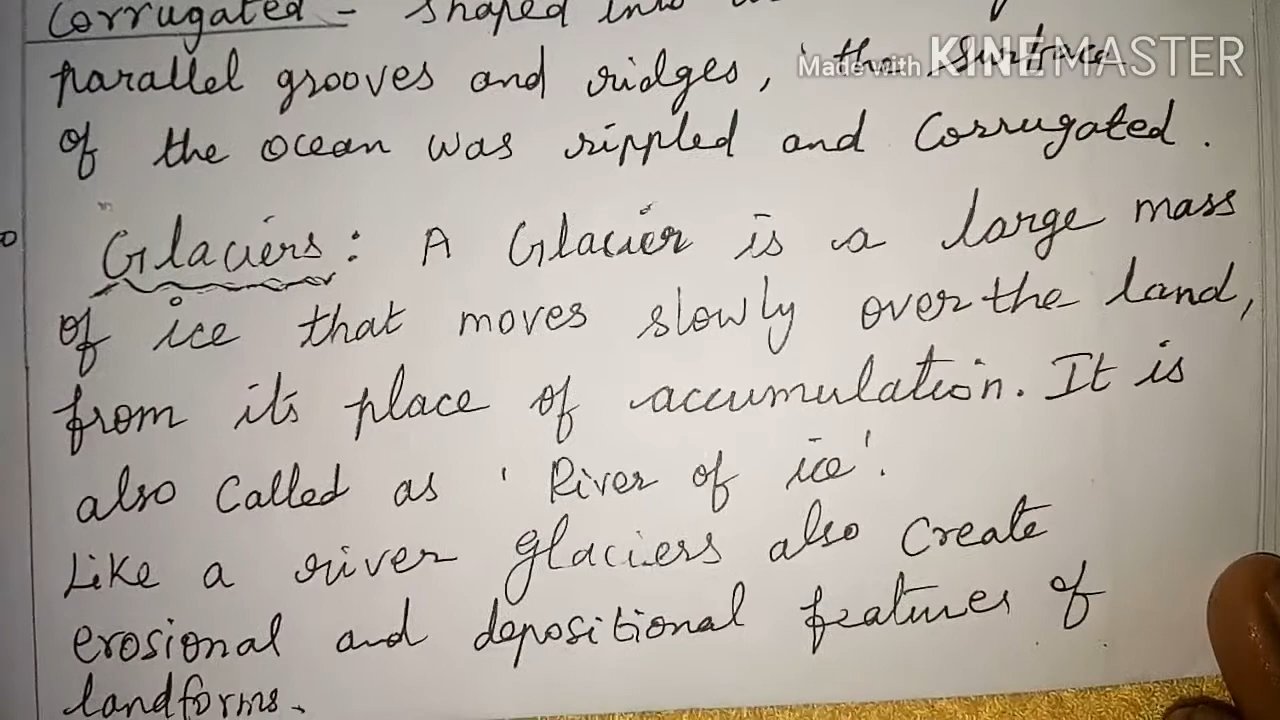 Corrugated - shaped into
parallel grooves and ridges, the surface
Made with KINEMASTER
of the ocean was rippled and Corrugated.
Glaciers: A Glacier is a large mass
of ice that moves slowly over the land,
from its place of accumulation. It is
also called as 'River of ice'.
Like a river glaciers also create
erosional and depositional features of
landforms.